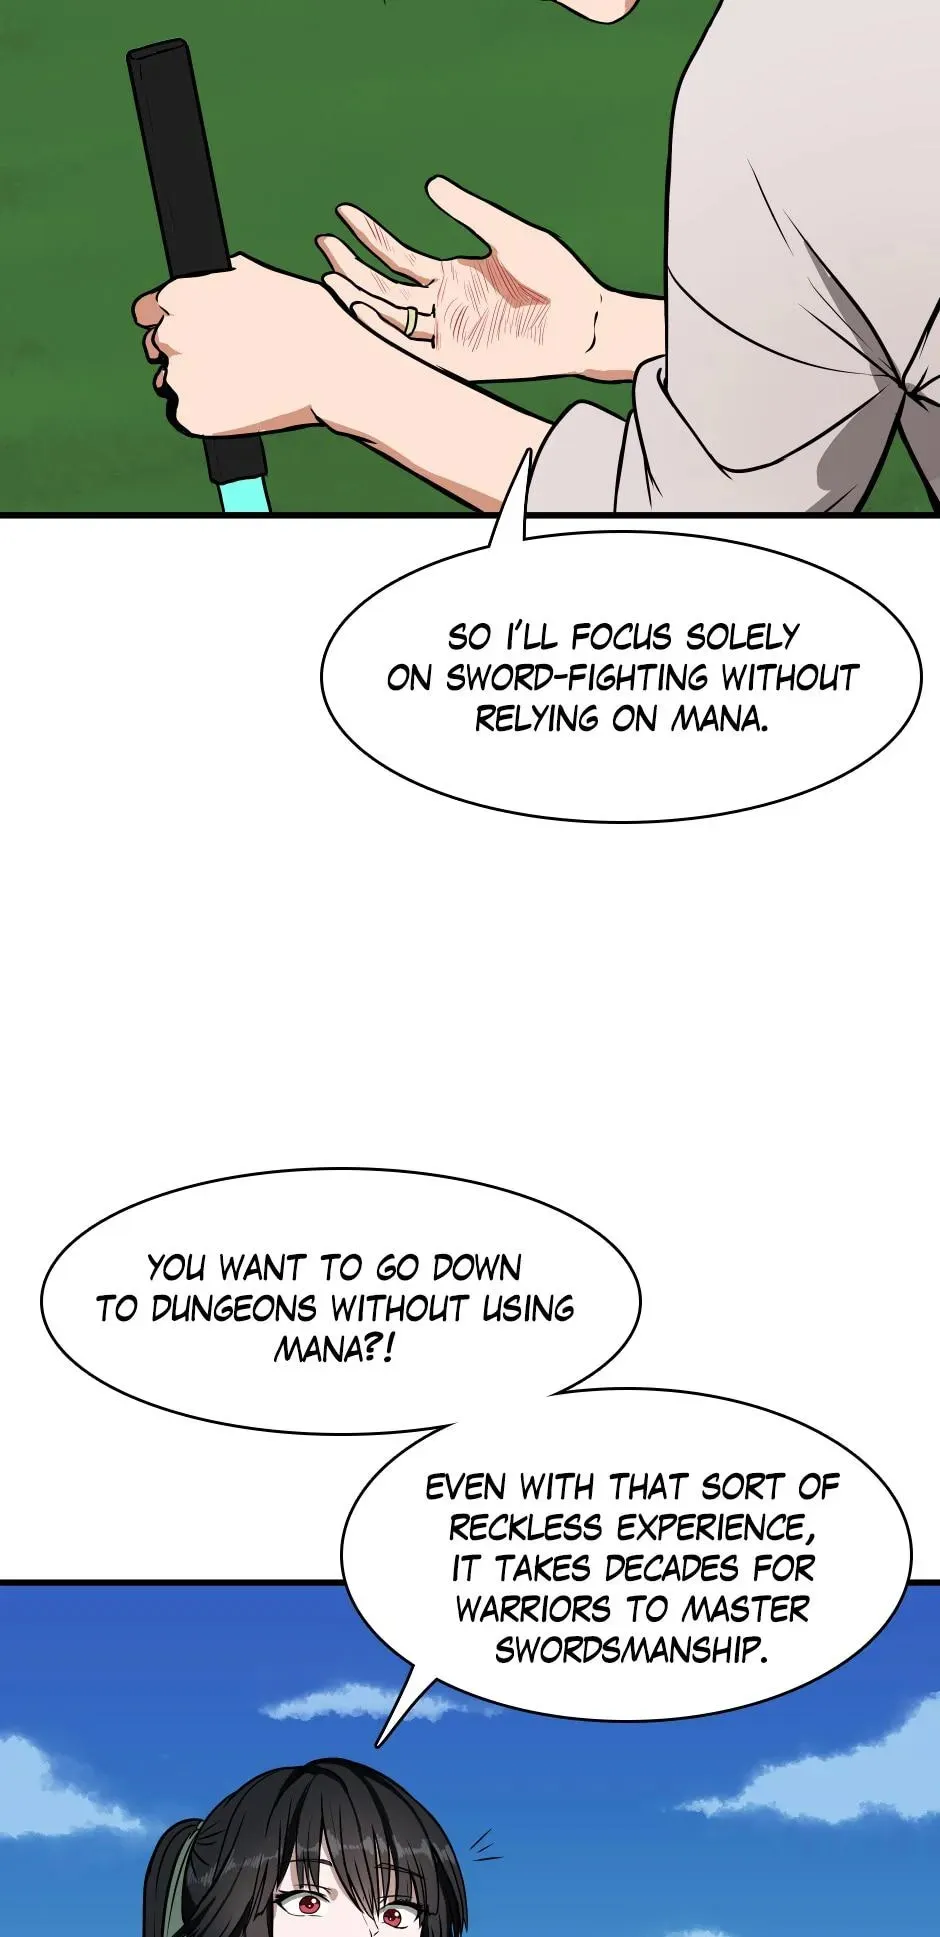 SO I'LL FOCUS SOLELY
ON SWORD-FIGHTING WITHOUT
RELYING ON MANA.
YOU WANT TO GO DOWN
TO DUNGEONS WITHOUT USING
MANA?!
EVEN WITH THAT SORT OF
RECKLESS EXPERIENCE,
IT TAKES DECADES FOR
WARRIORS TO MASTER
SWORDSMANSHIP.